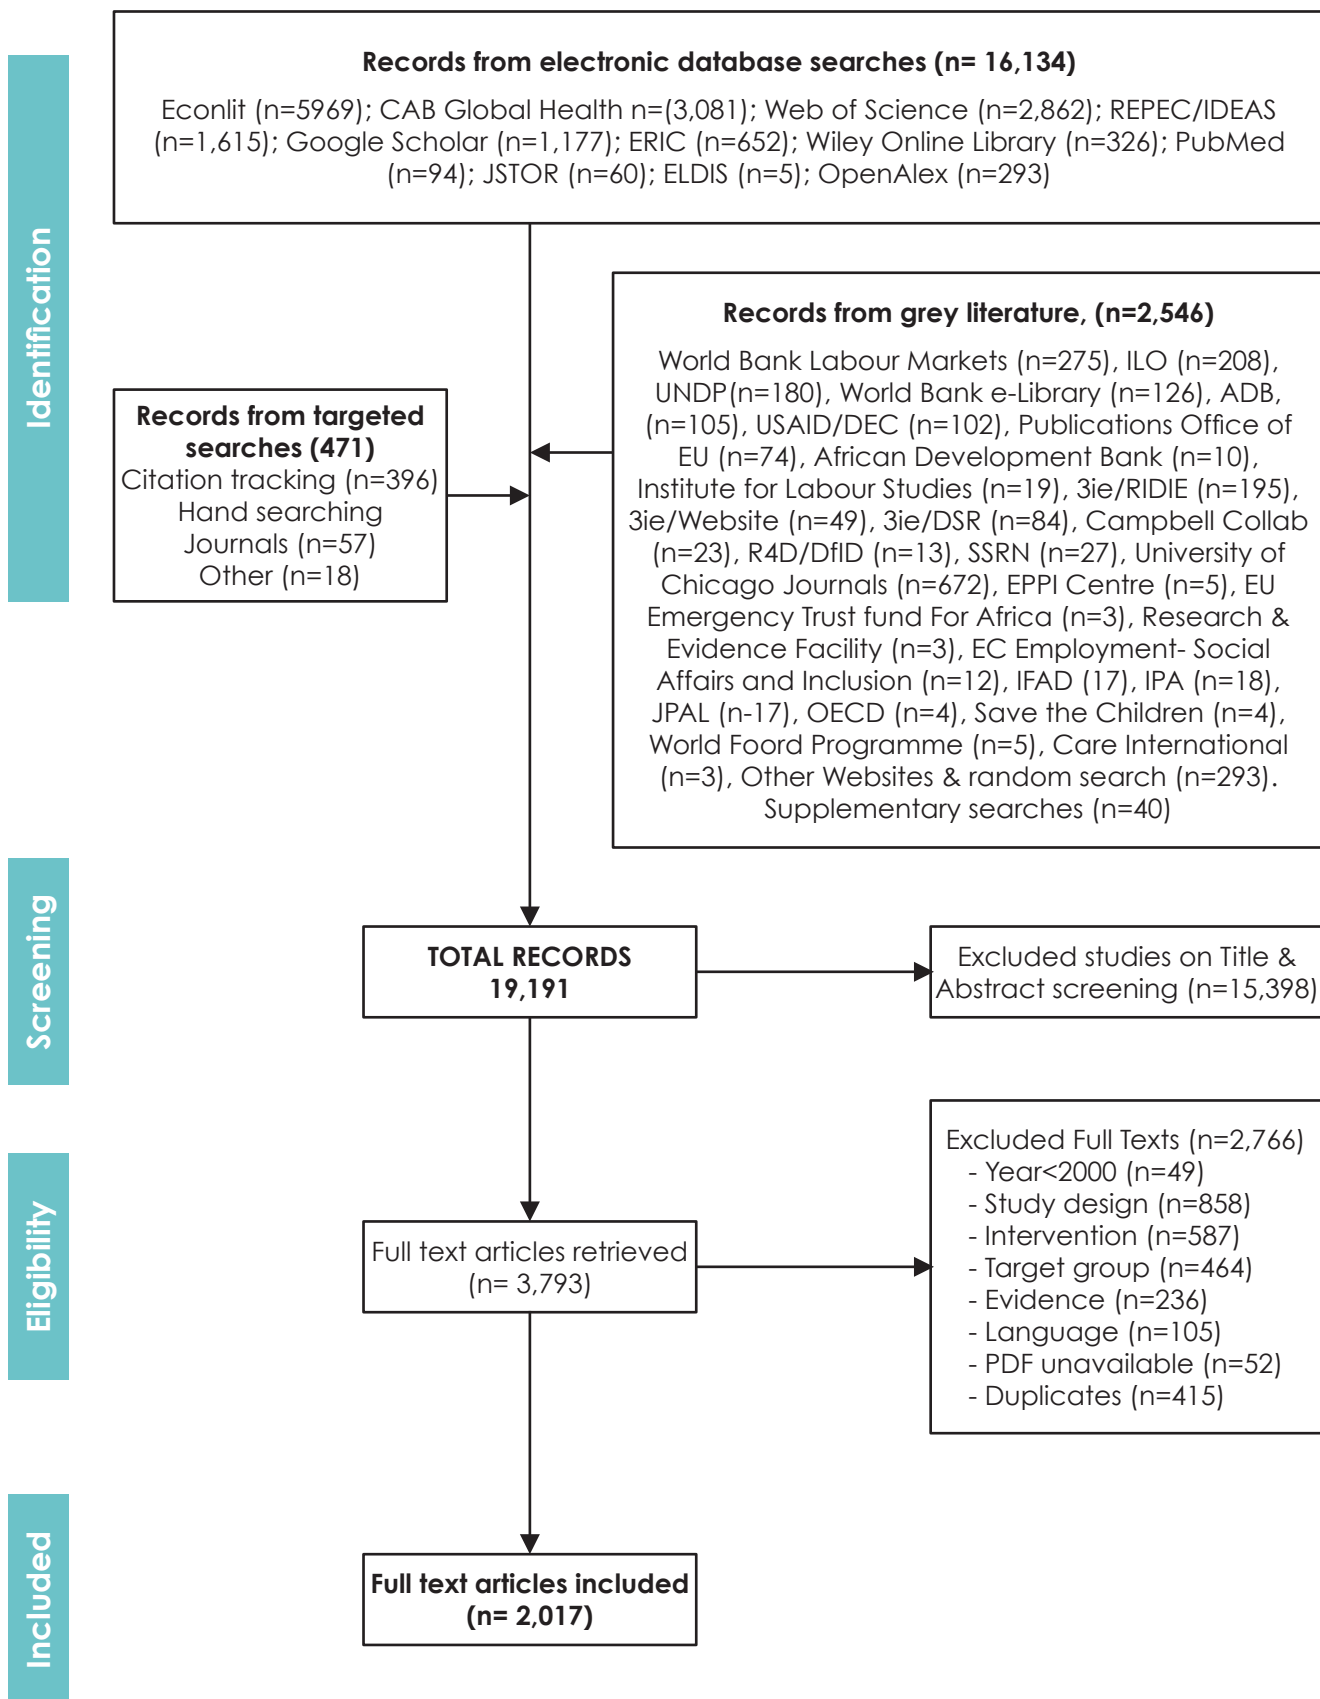 Identification
Records from electronic database searches (n= 16,134)
Econlit (n=5969); CAB Global Health n=(3,081); Web of Science (n=2,862); REPEC/IDEAS
(n=1,615); Google Scholar (n=1,177); ERIC (n=652); Wiley Online Library (n=326); PubMed
(n=94); JSTOR (n=60); ELDIS (n=5); OpenAlex (n=293)
Records from targeted
searches (471)
Citation tracking (n=396)
Hand searching
Journals (n=57)
Other (n=18)
Records from grey literature, (n=2,546)
World Bank Labour Markets (n=275), ILO (n=208),
UNDP(n=180), World Bank e-Library (n=126), ADB,
(n=105), USAID/DEC (n=102), Publications Office of
EU (n=74), African Development Bank (n=10),
Institute for Labour Studies (n=19), 3ie/RIDIE (n=195),
3ie/Website (n=49), 3ie/DSR (n=84), Campbell Collab
(n=23), R4D/DfID (n=13), SSRN (n=27), University of
Chicago Journals (n=672), EPPI Centre (n=5), EU
Emergency Trust fund For Africa (n=3), Research &
Evidence Facility (n=3), EC Employment- Social
Affairs and Inclusion (n=12), IFAD (17), IPA (n=18),
JPAL (n-17), OECD (n=4), Save the Children (n=4),
World Foord Programme (n=5), Care International
(n=3), Other Websites & random search (n=293).
Supplementary searches (n=40)
Screening
TOTAL RECORDS
19,191
Excluded studies on Title &
Abstract screening (n=15,398)
Eligibility
Full text articles retrieved
(n= 3,793)
Excluded Full Texts (n=2,766)
- Year<2000 (n=49)
- Study design (n=858)
- Intervention (n=587)
- Target group (n=464)
- Evidence (n=236)
- Language (n=105)
- PDF unavailable (n=52)
- Duplicates (n=415)
Included
Full text articles included
(n= 2,017)